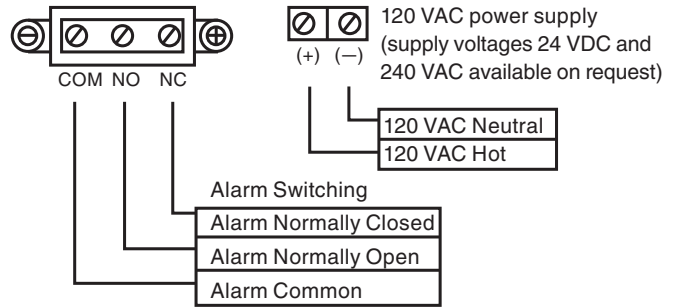 120 VAC power supply
(supply voltages 24 VDC and
240 VAC available on request)
(+) (—)
COM NO NC
120 VAC Neutral
120 VAC Hot
Alarm Switching
Alarm Normally Closed
Alarm Normally Open
Alarm Common